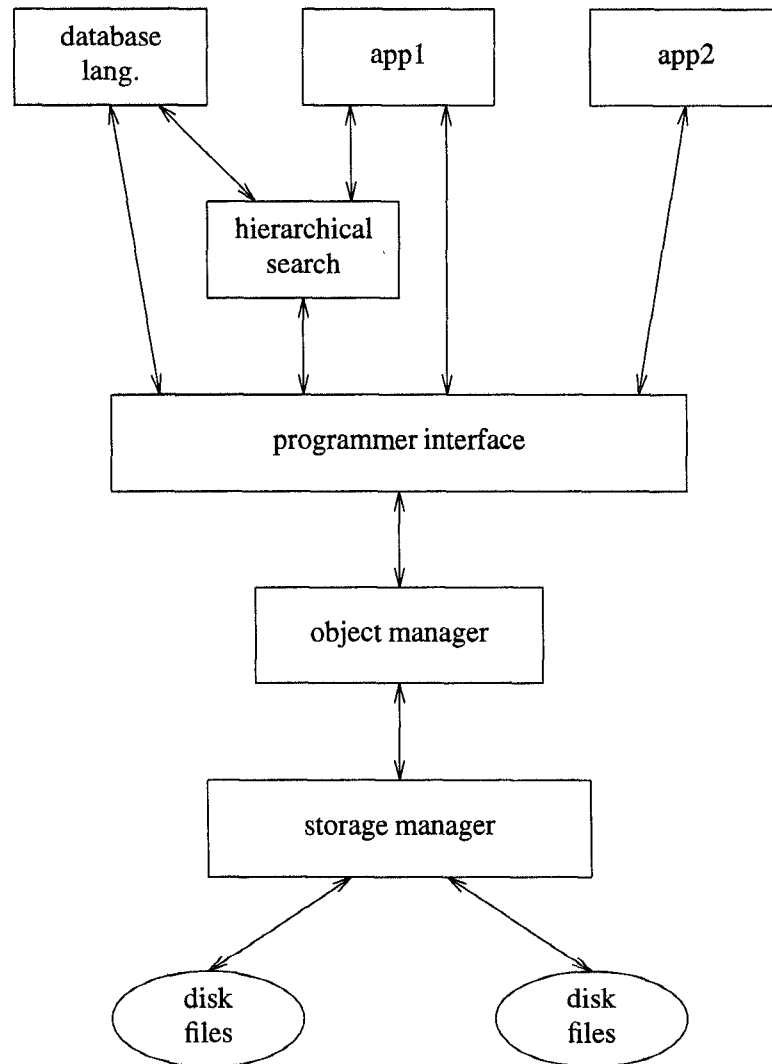 database
lang.
app1
app2
hierarchical
search
programmer interface
object manager
storage manager
disk
files
disk
files